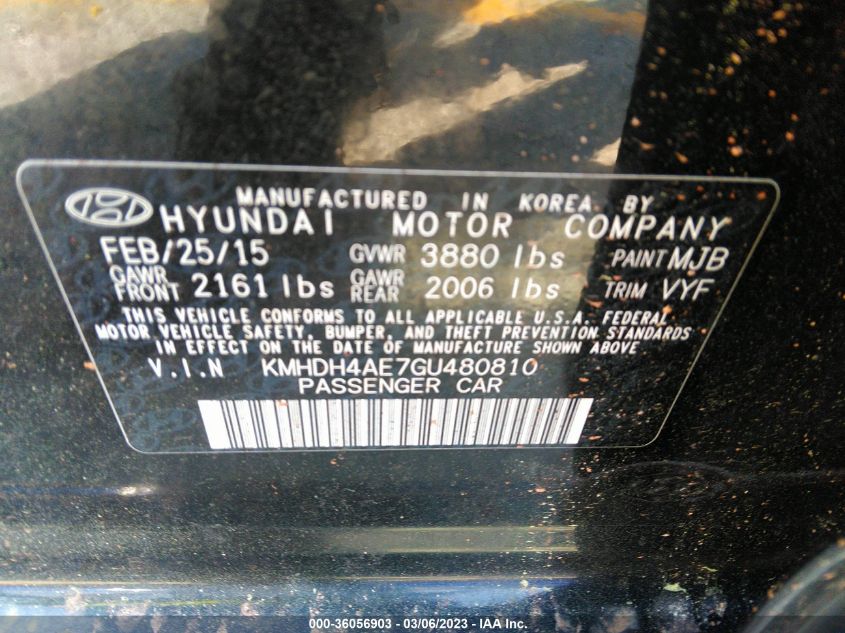 MANUFACTURED IN KOREA BY
HYUNDAI MOTOR COMPANY
FEB/25/15 GVWR 3880 lbs PAINT MJB
GAWR FRONT 2161 lbs GAWR REAR 2006 lbs TRIM VYF
THIS VEHICLE CONFORMS TO ALL APPLICABLE U.S.A. FEDERAL
MOTOR VEHICLE SAFETY, BUMPER, AND THEFT PREVENTION STANDARDS
IN EFFECT ON THE DATE OF MANUFACTURE SHOWN ABOVE
V.I.N KMHDH4AE7GU480810
PASSENGER CAR
000-36056903 - 03/06/2023 - IAA Inc.